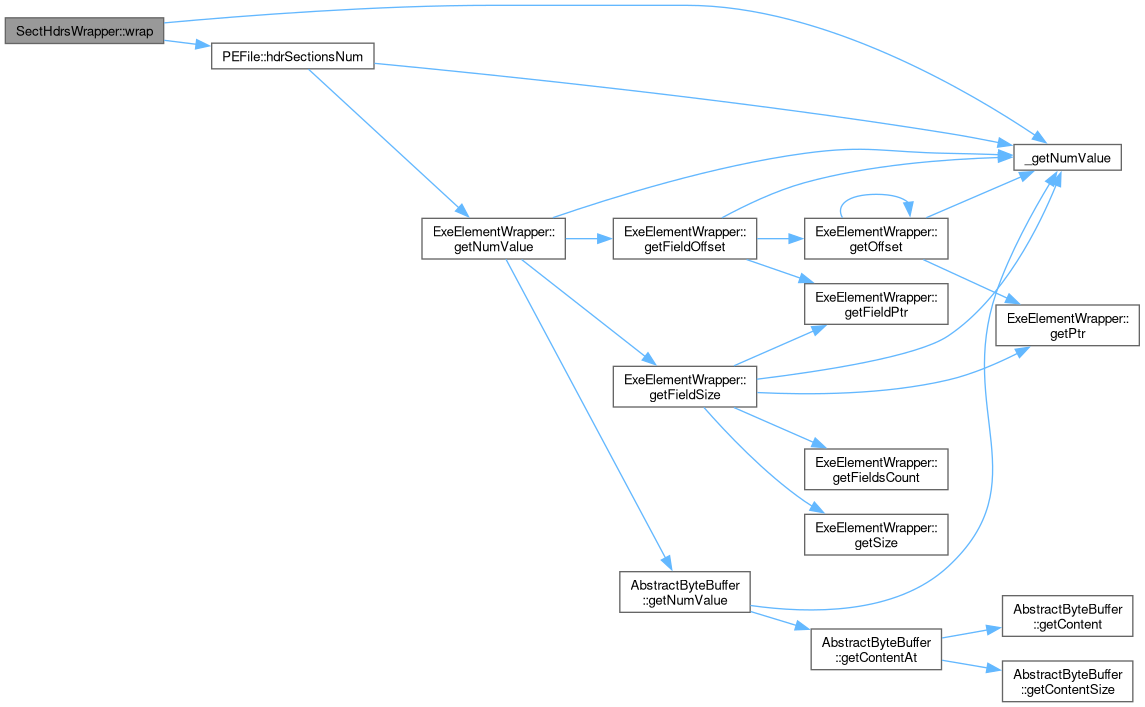 SectHdrsWrapper::wrap
PEFile::hdrSectionsNum
_getNumValue
ExeElementWrapper::
getNumValue
ExeElementWrapper::
getFieldOffset
ExeElementWrapper::
getOffset
ExeElementWrapper::
getFieldPtr
ExeElementWrapper::
getPtr
ExeElementWrapper::
getFieldSize
ExeElementWrapper::
getFieldsCount
ExeElementWrapper::
getSize
AbstractByteBuffer
::getNumValue
AbstractByteBuffer
::getContentAt
AbstractByteBuffer
::getContent
AbstractByteBuffer
::getContentSize